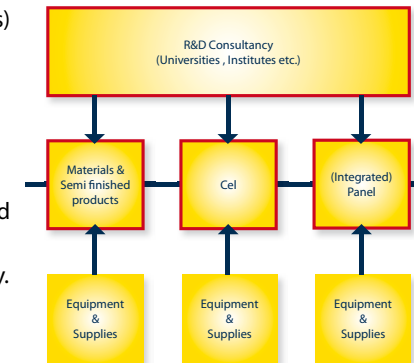 s)
R&D Consultancy
(Universities , Institutes etc.)
Materials &
Semi finished
products
Cel
(Integrated)
Panel
d
y.
Equipment
&
Supplies
Equipment
&
Supplies
Equipment
&
Supplies